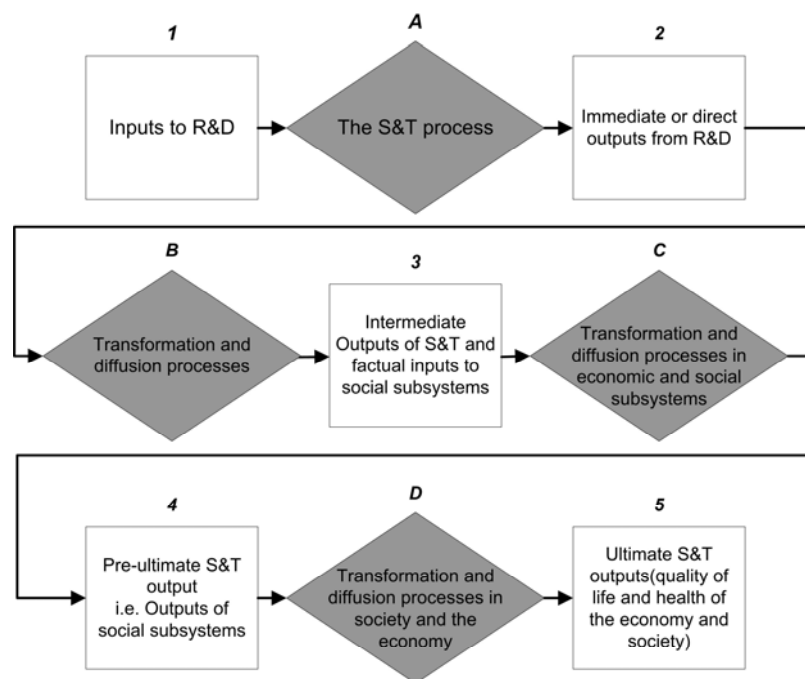 1
A
2
Inputs to R&D
The S&T process
Immediate or direct
outputs from R&D
B
3
C
Transformation and
diffusion processes
Intermediate
Outputs of S&T and
factual inputs to
social subsystems
Transformation and
diffusion processes in
economic and social
subsystems
4
D
5
Pre-ultimate S&T
output
i.e. Outputs of
social subsystems
Transformation and
diffusion processes in
society and the
economy
Ultimate S&T
outputs(quality of
life and health of
the economy and
society)